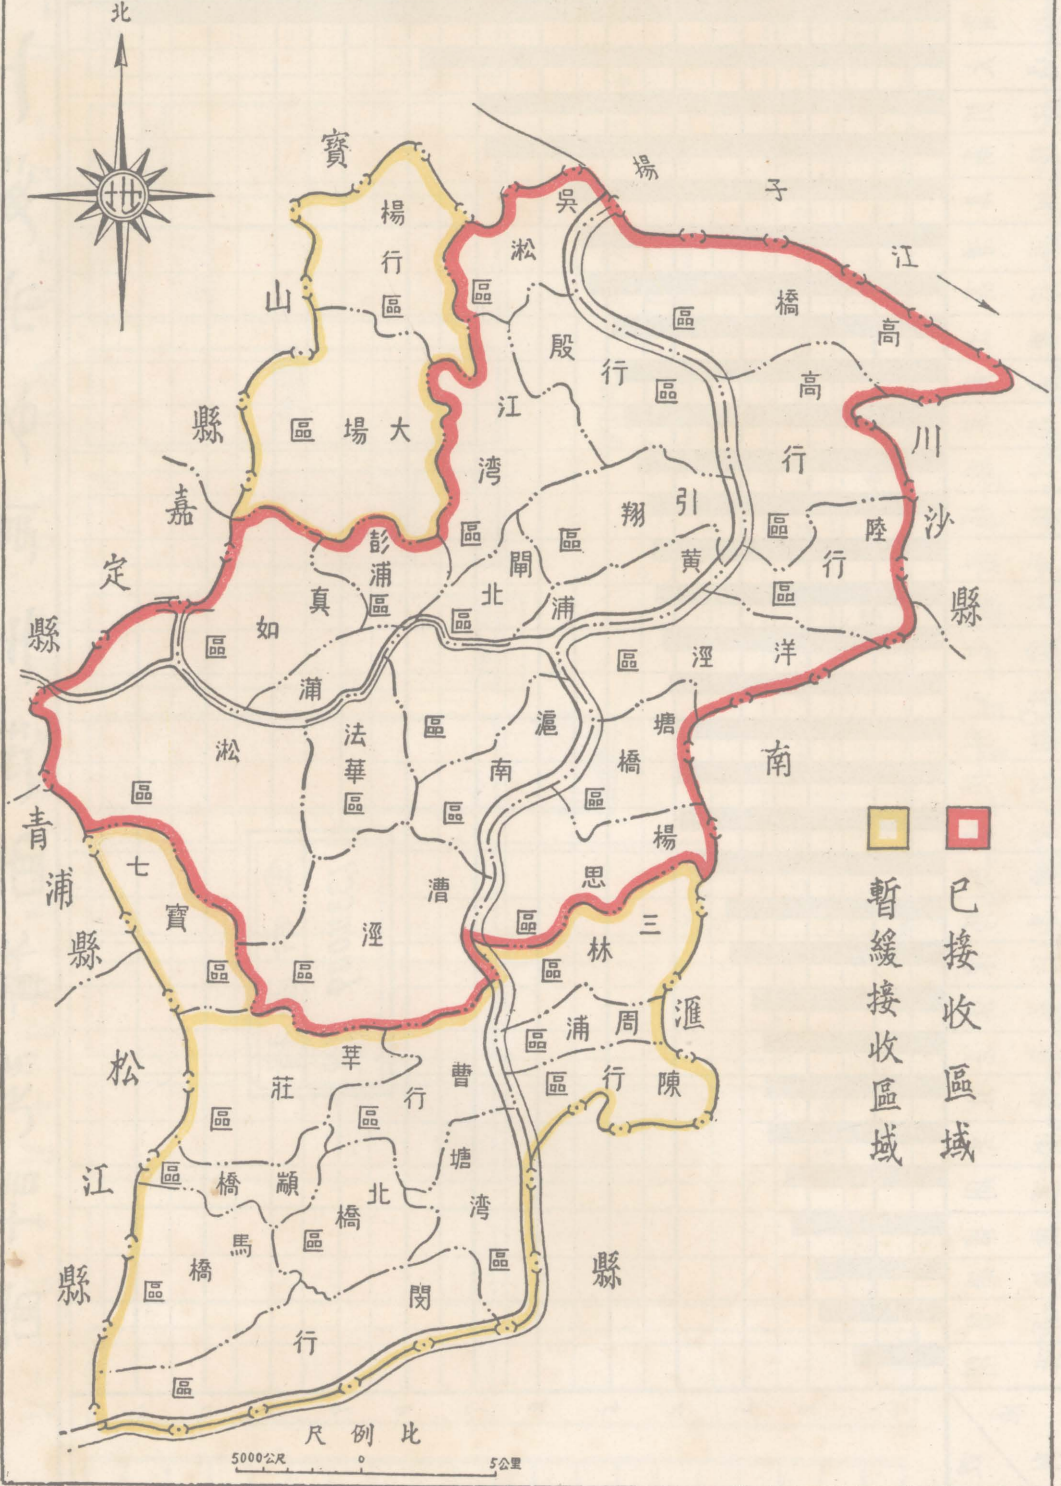 北
寶山縣
嘉定縣
青浦縣
松江縣
揚子江
川沙縣
南滙縣
楊行區
大場區
吳淞區
殷行區
江湾區
引翔區
閘北區
彭浦區
真如區
高橋區
高行區
陸行區
黄浦區
洋涇區
蒲淞區
法華區
滬南區
塘橋區
楊思區
漕涇區
七寶區
三林區
周浦區
陳行區
莘莊區
曹行區
塘湾區
顓橋區
北橋區
馬橋區
閔行區
已接收區域
暫緩接收區域
比例尺
5000公尺 0 5公里